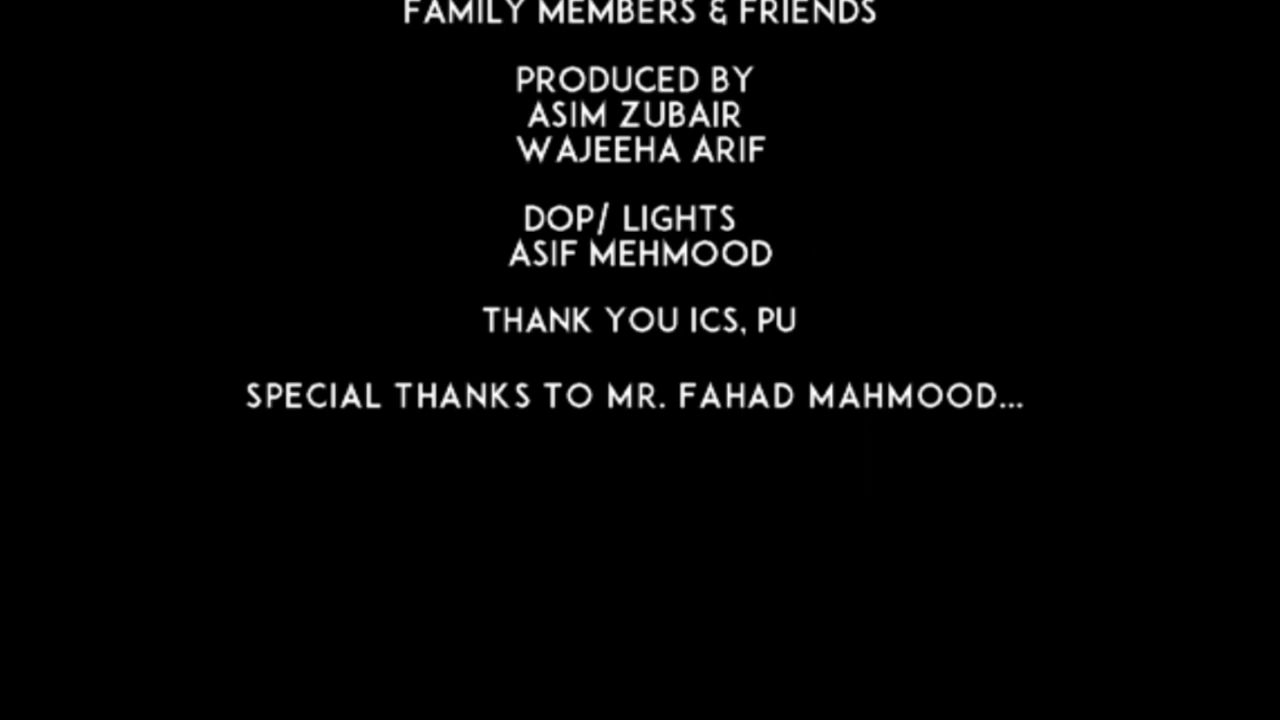 FAMILY MEMBERS & FRIENDS
PRODUCED BY
ASIM ZUBAIR
WAJEEHA ARIF
DOP/ LIGHTS
ASIF MEHMOOD
THANK YOU ICS, PU
SPECIAL THANKS TO MR. FAHAD MAHMOOD...